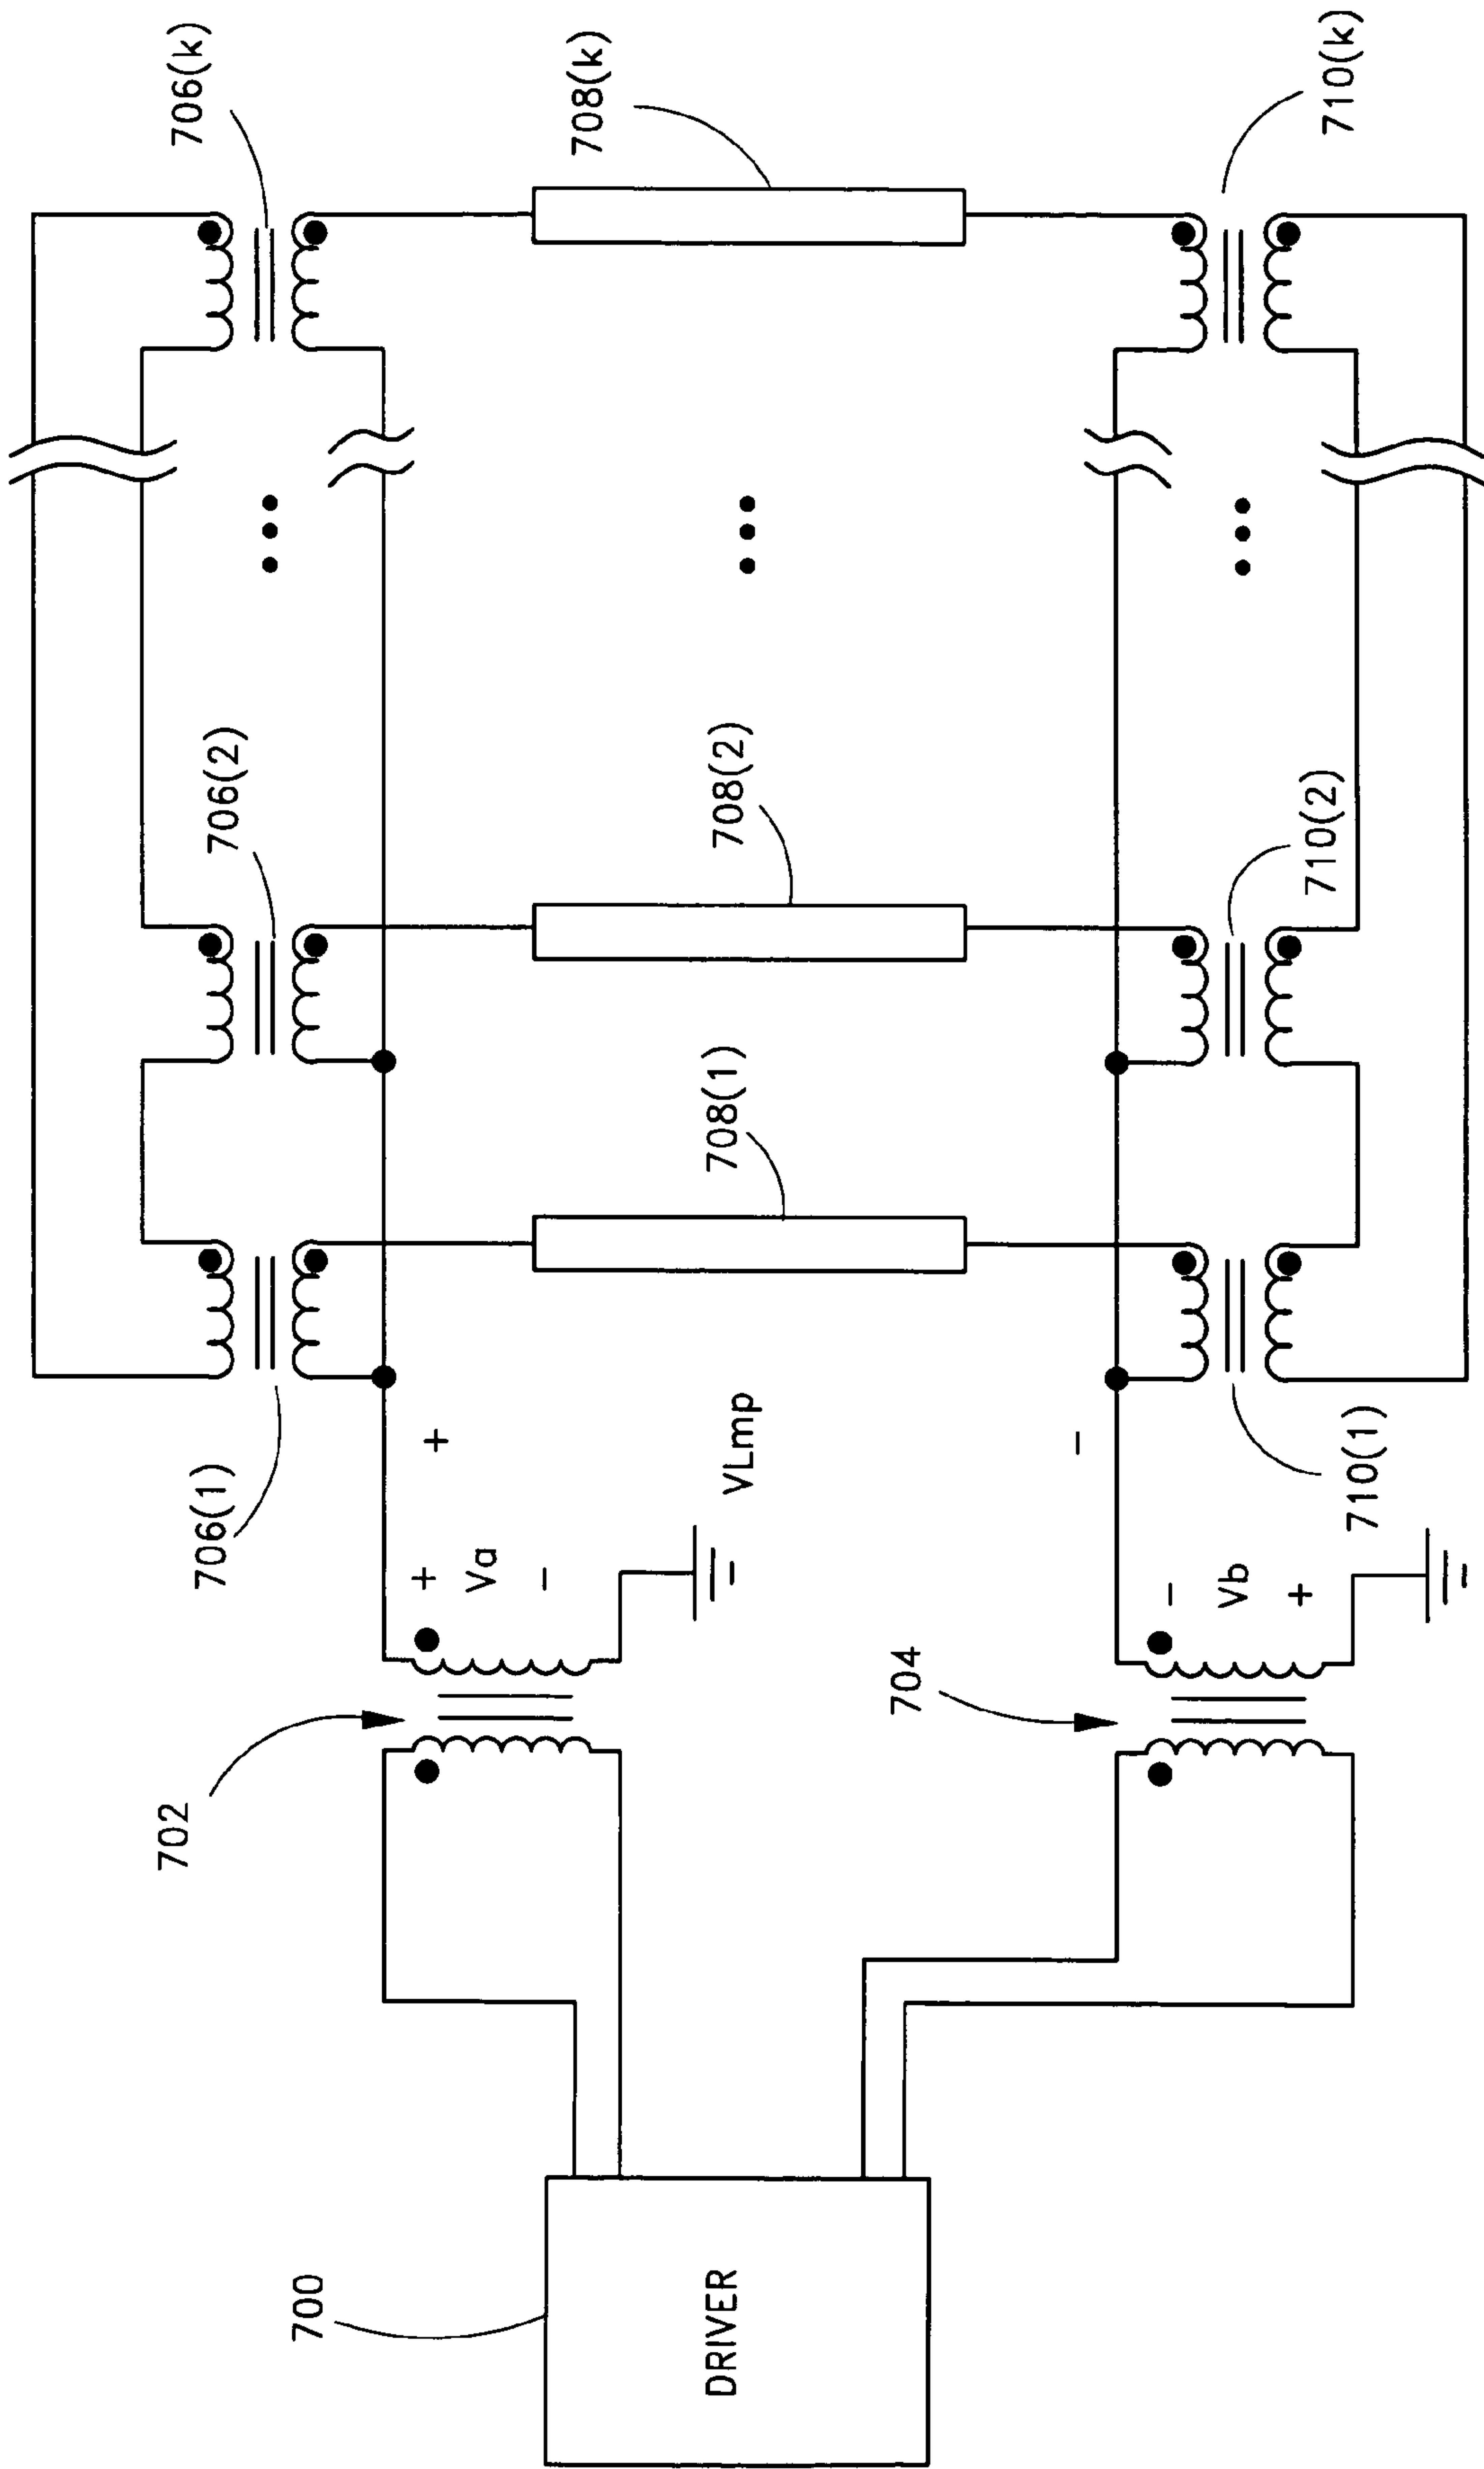 706(k)
708(k)
710(k)
706(2)
708(2)
710(2)
708(1)
706(1)
710(1)
+
-
VLmp
+
Va
-
-
Vb
+
702
704
700
DRIVER